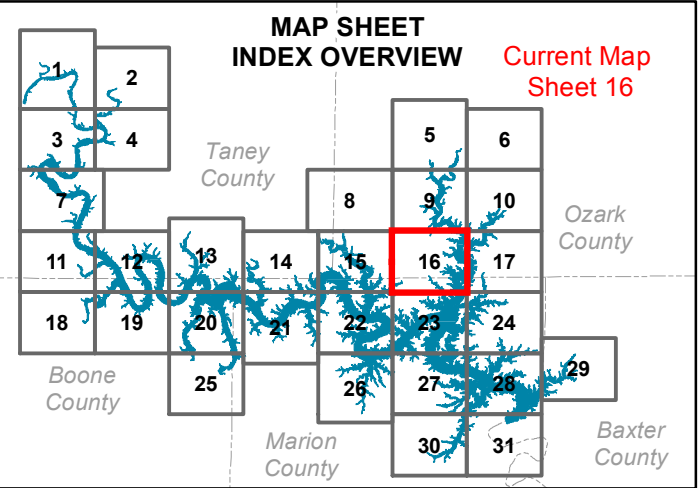 MAP SHEET
INDEX OVERVIEW
Current Map
Sheet 16
1
2
3
4
5
6
Taney
County
7
8
9
10
Ozark
County
11
12
13
14
15
16
17
18
19
20
21
22
23
24
Boone
County
25
26
27
28
29
Marion
County
30
31
Baxter
County